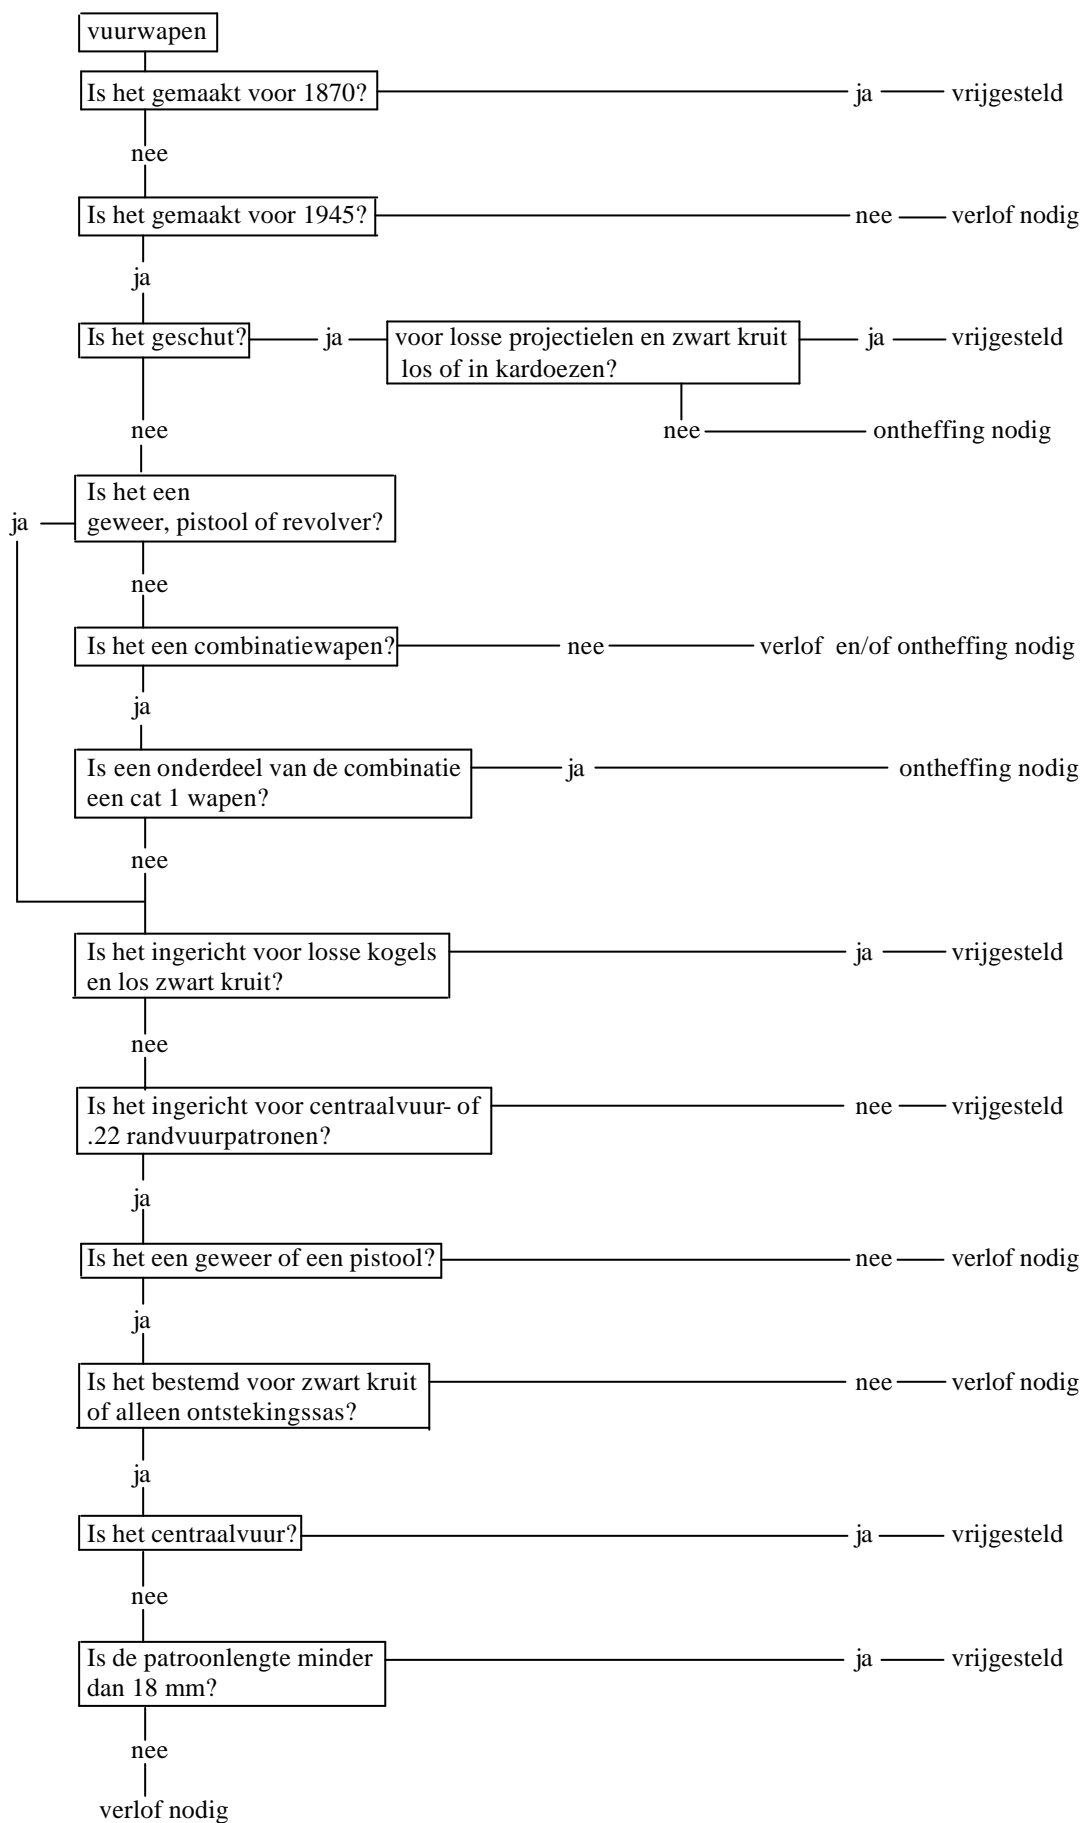 vuurwapen
Is het gemaakt voor 1870?
ja
vrijgesteld
nee
Is het gemaakt voor 1945?
nee
verlof nodig
ja
Is het geschut?
ja
voor losse projectielen en zwart kruit
los of in kardoezen?
ja
vrijgesteld
nee
nee
ontheffing nodig
Is het een
geweer, pistool of revolver?
ja
nee
Is het een combinatiewapen?
nee
verlof en/of ontheffing nodig
ja
Is een onderdeel van de combinatie
een cat 1 wapen?
ja
ontheffing nodig
nee
Is het ingericht voor losse kogels
en los zwart kruit?
ja
vrijgesteld
nee
Is het ingericht voor centraalvuur- of
.22 randvuurpatronen?
nee
vrijgesteld
ja
Is het een geweer of een pistool?
nee
verlof nodig
ja
Is het bestemd voor zwart kruit
of alleen ontstekingssas?
nee
verlof nodig
ja
Is het centraalvuur?
ja
vrijgesteld
nee
Is de patroonlengte minder
dan 18 mm?
ja
vrijgesteld
nee
verlof nodig